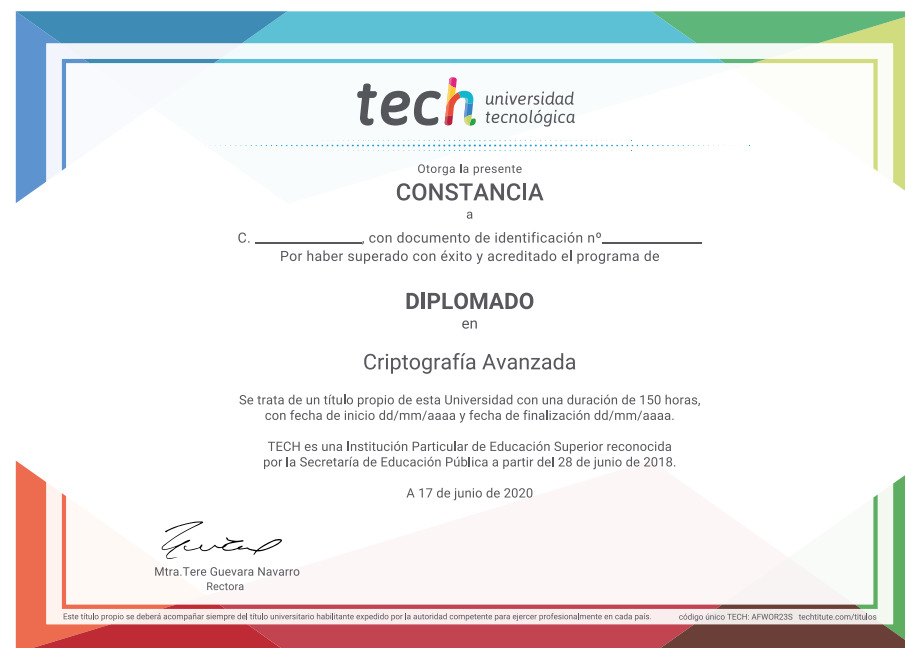 tech universidad
tecnológica
Otorga la presente
CONSTANCIA
a
C. ____________, con documento de identificación nº____________
Por haber superado con éxito y acreditado el programa de
DIPLOMADO
en
Criptografía Avanzada
Se trata de un título propio de esta Universidad con una duración de 150 horas,
con fecha de inicio dd/mm/aaaa y fecha de finalización dd/mm/aaaa.
TECH es una Institución Particular de Educación Superior reconocida
por la Secretaría de Educación Pública a partir del 28 de junio de 2018.
A 17 de junio de 2020
Mtra.Tere Guevara Navarro
Rectora
Este título propio se deberá acompañar siempre del título universitario habilitante expedido por la autoridad competente para ejercer profesionalmente en cada país. código único TECH: AFWOR23S techtitute.com/titulos